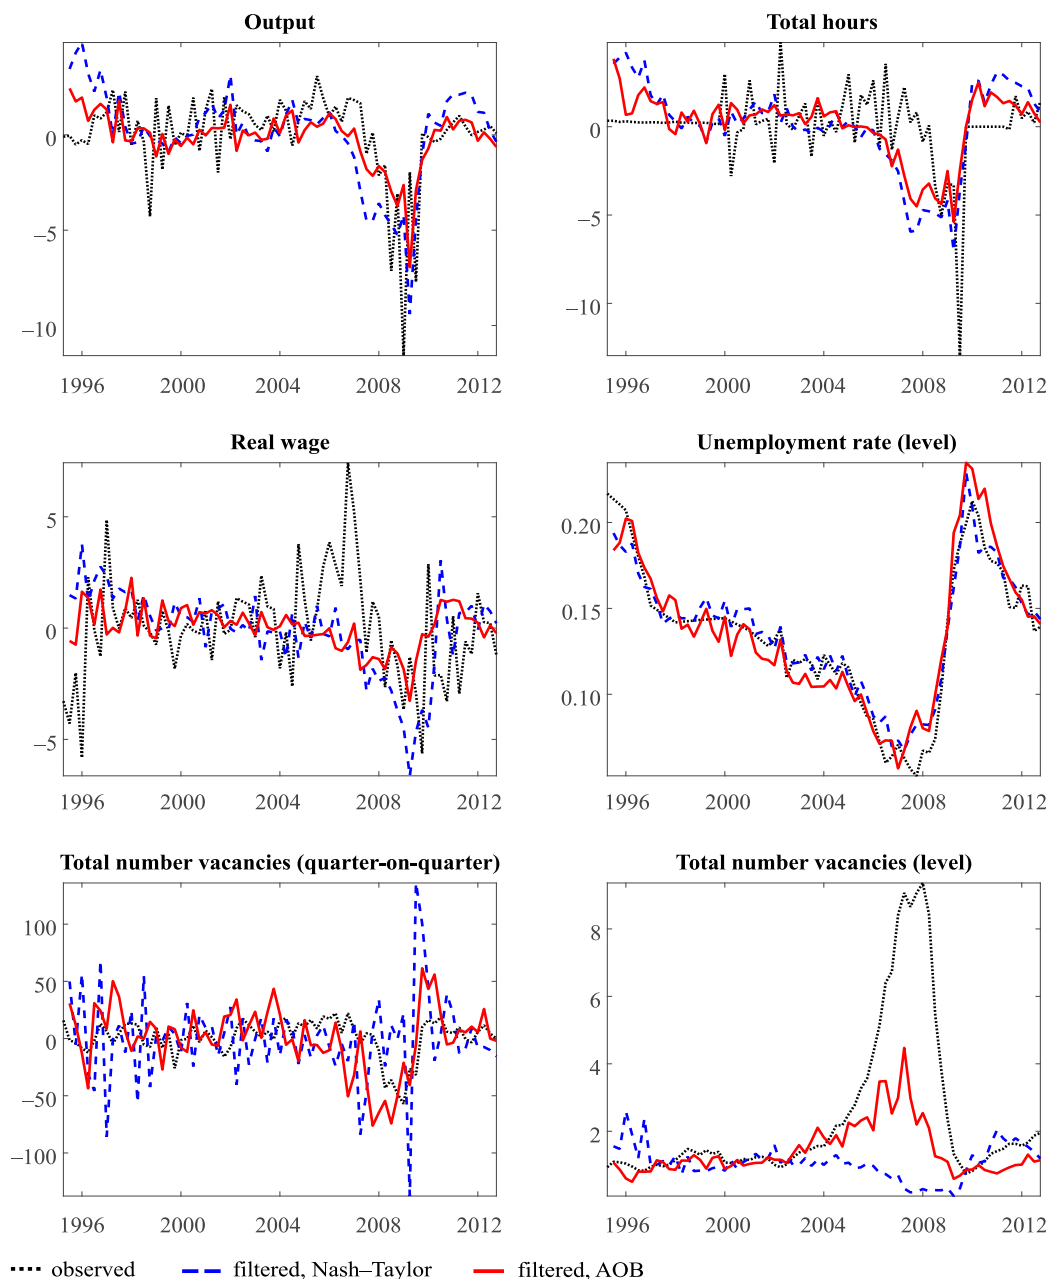 Output
Total hours
0
−5
−10
1996 2000 2004 2008 2012
0
−5
−10
1996 2000 2004 2008 2012
Real wage
Unemployment rate (level)
5
0
−5
1996 2000 2004 2008 2012
0.20
0.15
0.10
1996 2000 2004 2008 2012
Total number vacancies (quarter-on-quarter)
Total number vacancies (level)
100
50
0
−50
−100
1996 2000 2004 2008 2012
8
6
4
2
1996 2000 2004 2008 2012
observed filtered, Nash–Taylor filtered, AOB